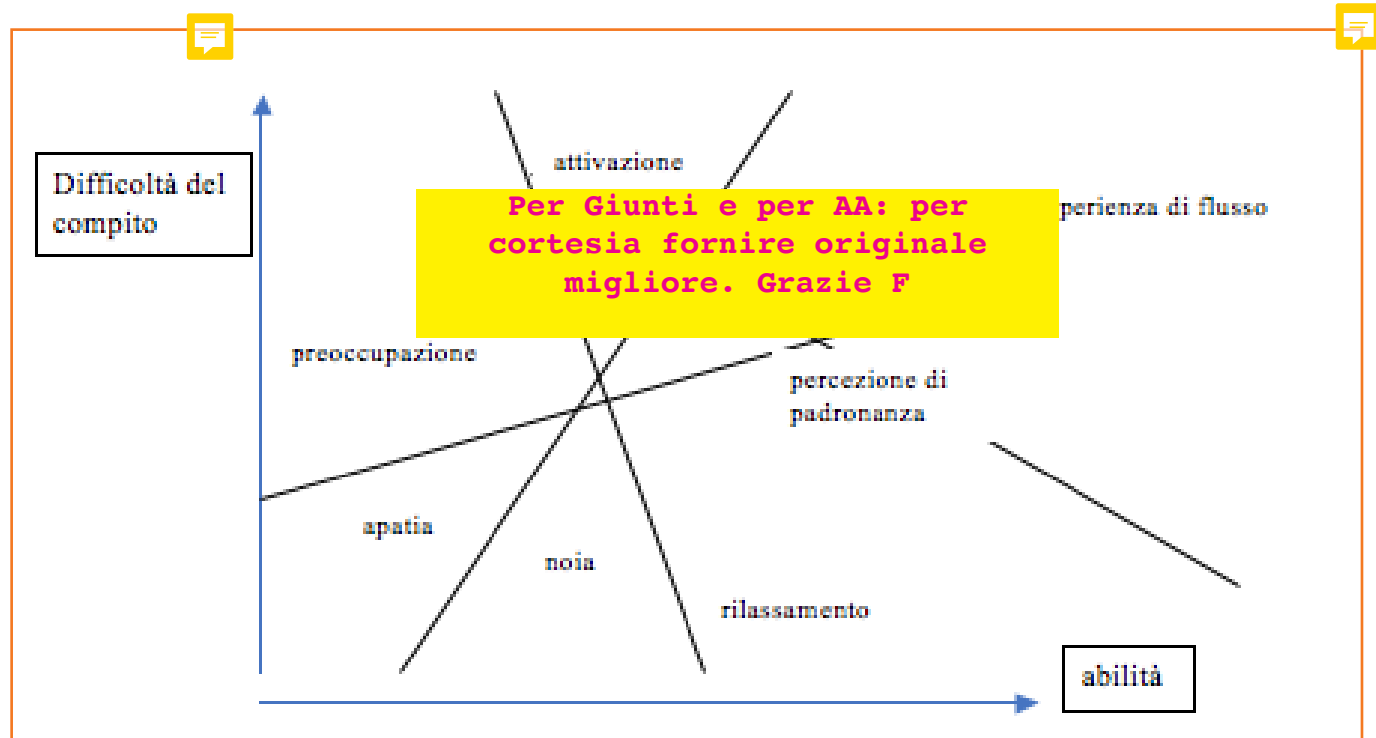 attivazione
Difficoltà del
compito
Per Giunti e per AA: per
cortesia fornire originale
migliore. Grazie F
perienza di flusso
preoccupazione
percezione di
padronanza
apatia
noia
rilassamento
abilità